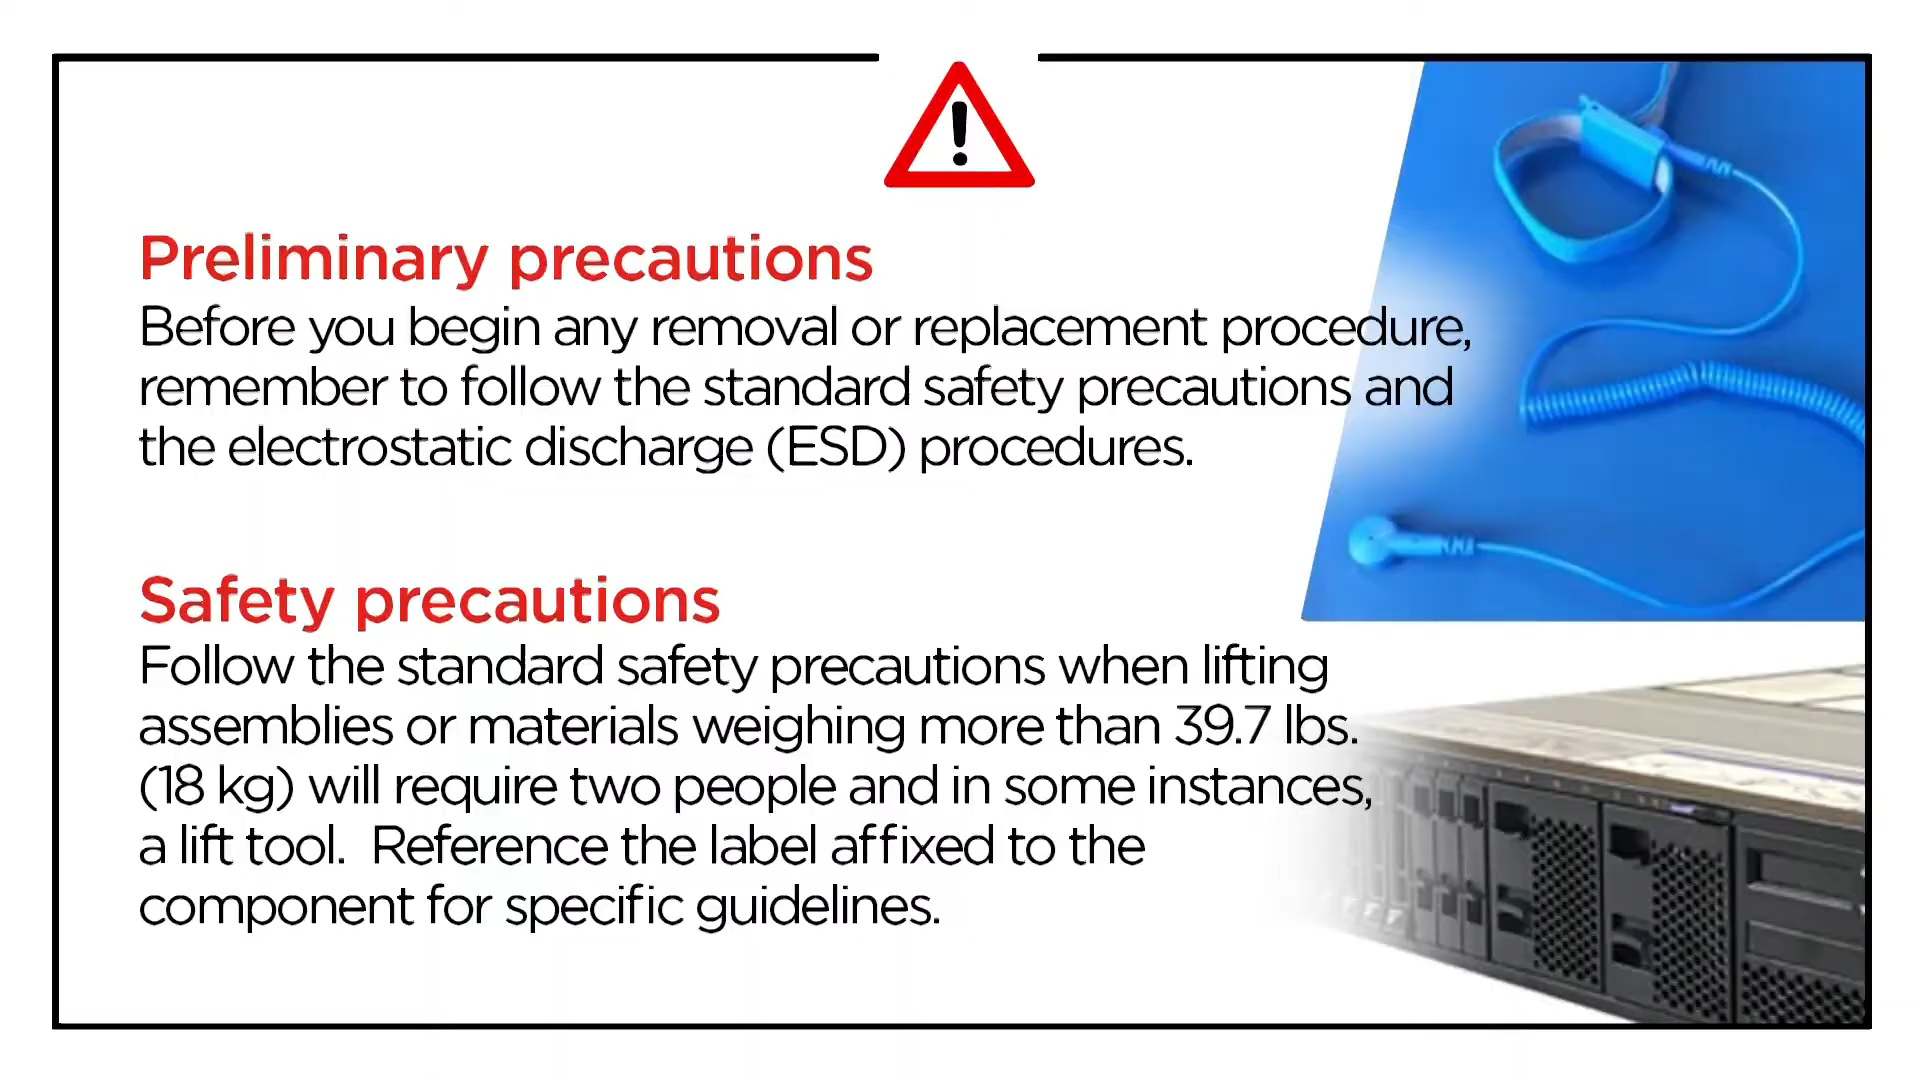 Preliminary precautions
Before you begin any removal or replacement procedure,
remember to follow the standard safety precautions and
the electrostatic discharge (ESD) procedures.
Safety precautions
Follow the standard safety precautions when lifting
assemblies or materials weighing more than 39.7 lbs.
(18 kg) will require two people and in some instances,
a lift tool.  Reference the label affixed to the
component for specific guidelines.